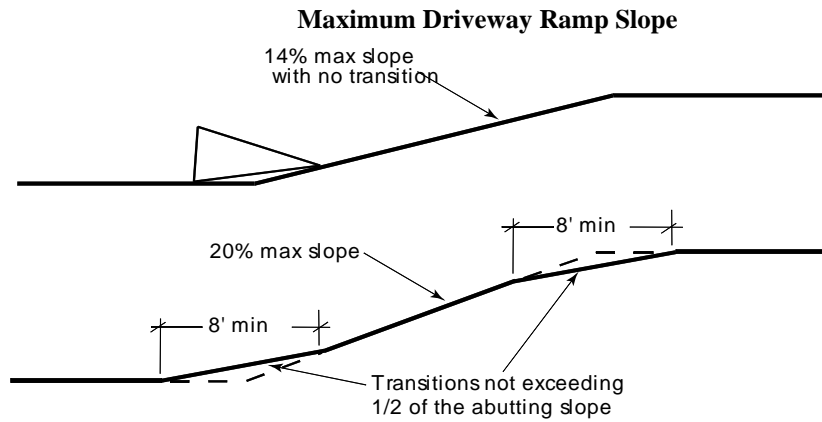 Maximum Driveway Ramp Slope
14% max slope
with no transition
8' min
20% max slope
8' min
Transitions not exceeding
1/2 of the abutting slope